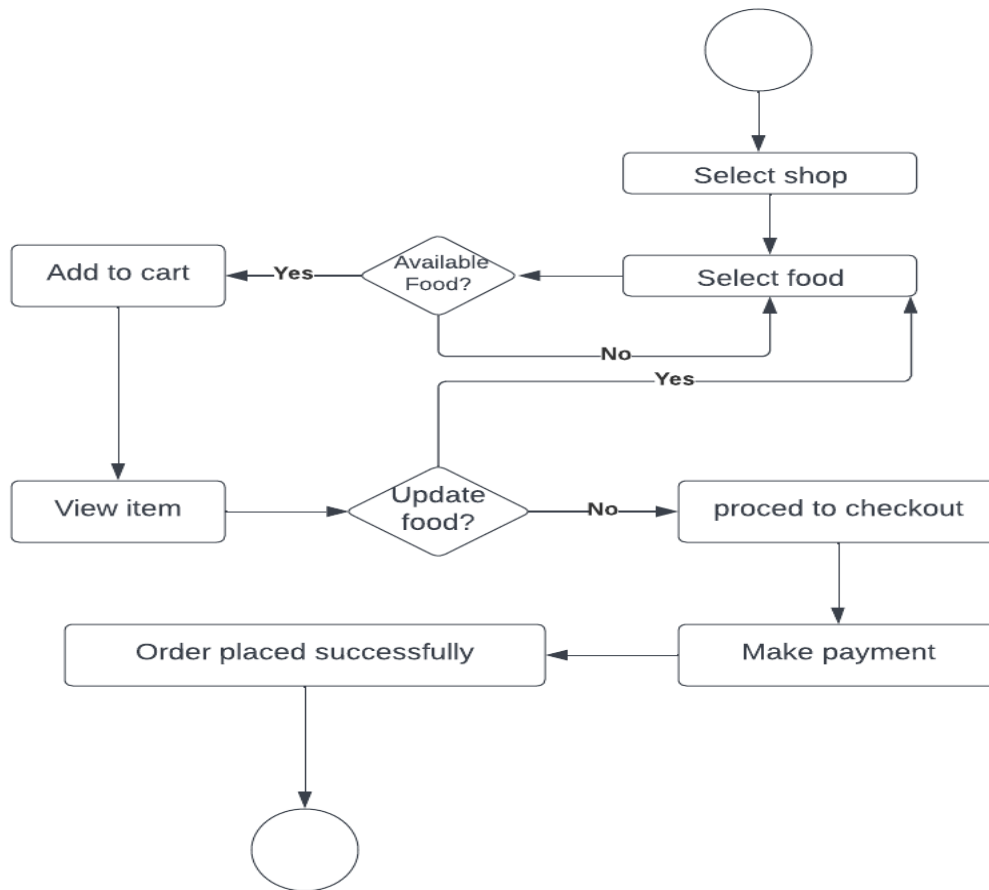 Select shop
Select food
Available
Food?
Yes
Add to cart
No
Yes
View item
Update
food?
No
proced to checkout
Make payment
Order placed successfully